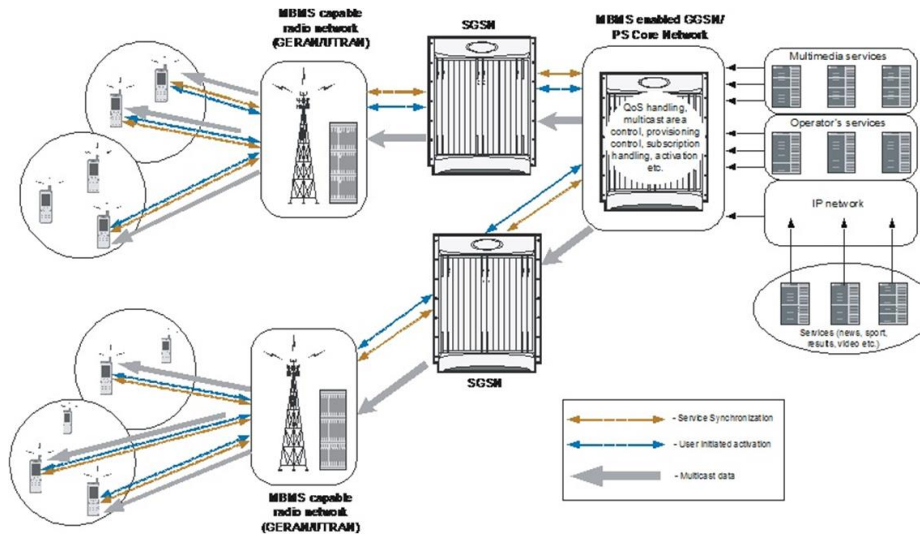 MBMS capable
radio network
(GERAN/UTRAN)
SGSN
MBMS enabled GGSN/
PS Core Network
Multimedia services
QoS handling,
multicast area
control, provisioning
control, subscription
handling, activation
etc.
Operator's services
IP network
Services (news, sport,
results, video etc.)
SGSN
MBMS capable
radio network
(GERAN/UTRAN)
- Service Synchronization
- User initiated activation
- Multicast data